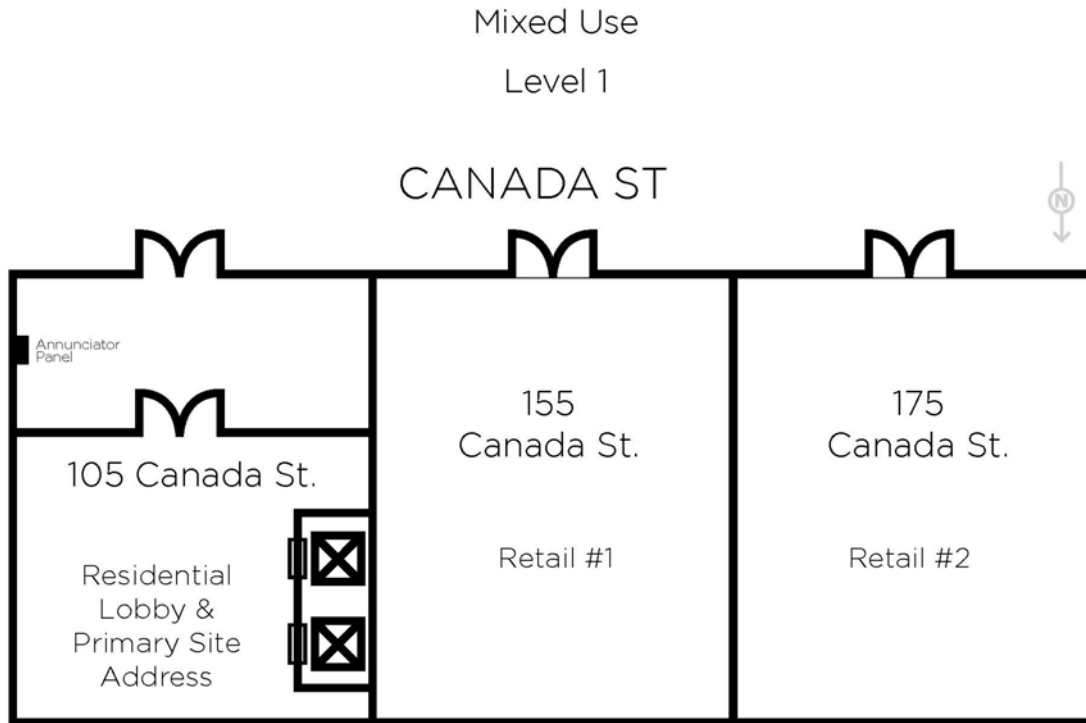 Mixed Use
Level 1
CANADA ST
N
Annunciator
Panel
105 Canada St.
Residential
Lobby &
Primary Site
Address
155
Canada St.
Retail #1
175
Canada St.
Retail #2